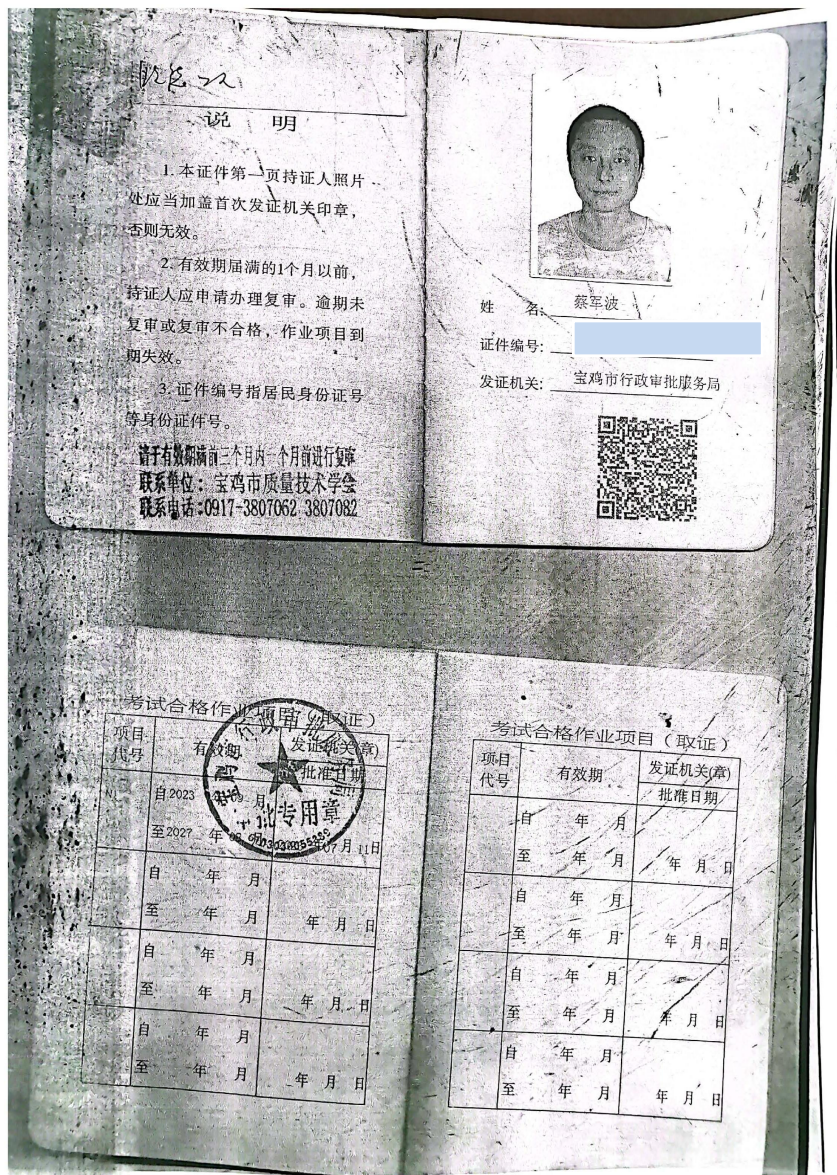 说 明
1. 本证件第一页持证人照片
处应当加盖首次发证机关印章，
否则无效。
2. 有效期届满的1个月以前，
持证人应申请办理复审。逾期未
复审或复审不合格，作业项目到
期失效。
3. 证件编号指居民身份证号
等身份证件号。
请于有效期满前三个月内一个月前进行复审
联系单位：宝鸡市质量技术学会
联系电话:0917-3807062 3807082
姓 名: 蔡军波
证件编号:
发证机关: 宝鸡市行政审批服务局
考试合格作业项目（取证）
项目代号 有效期 发证机关(章) 批准日期
自2023 年09 月
至2027 年 07月 11日
专用章
自 年 月
至 年 月 年 月 日
自 年 月
至 年 月 年 月 日
自 年 月
至 年 月 年 月 日
考试合格作业项目（取证）
项目代号 有效期 发证机关(章) 批准日期
自 年 月
至 年 月 年 月 日
自 年 月
至 年 月 年 月 日
自 年 月
至 年 月 年 月 日
自 年 月
至 年 月 年 月 日